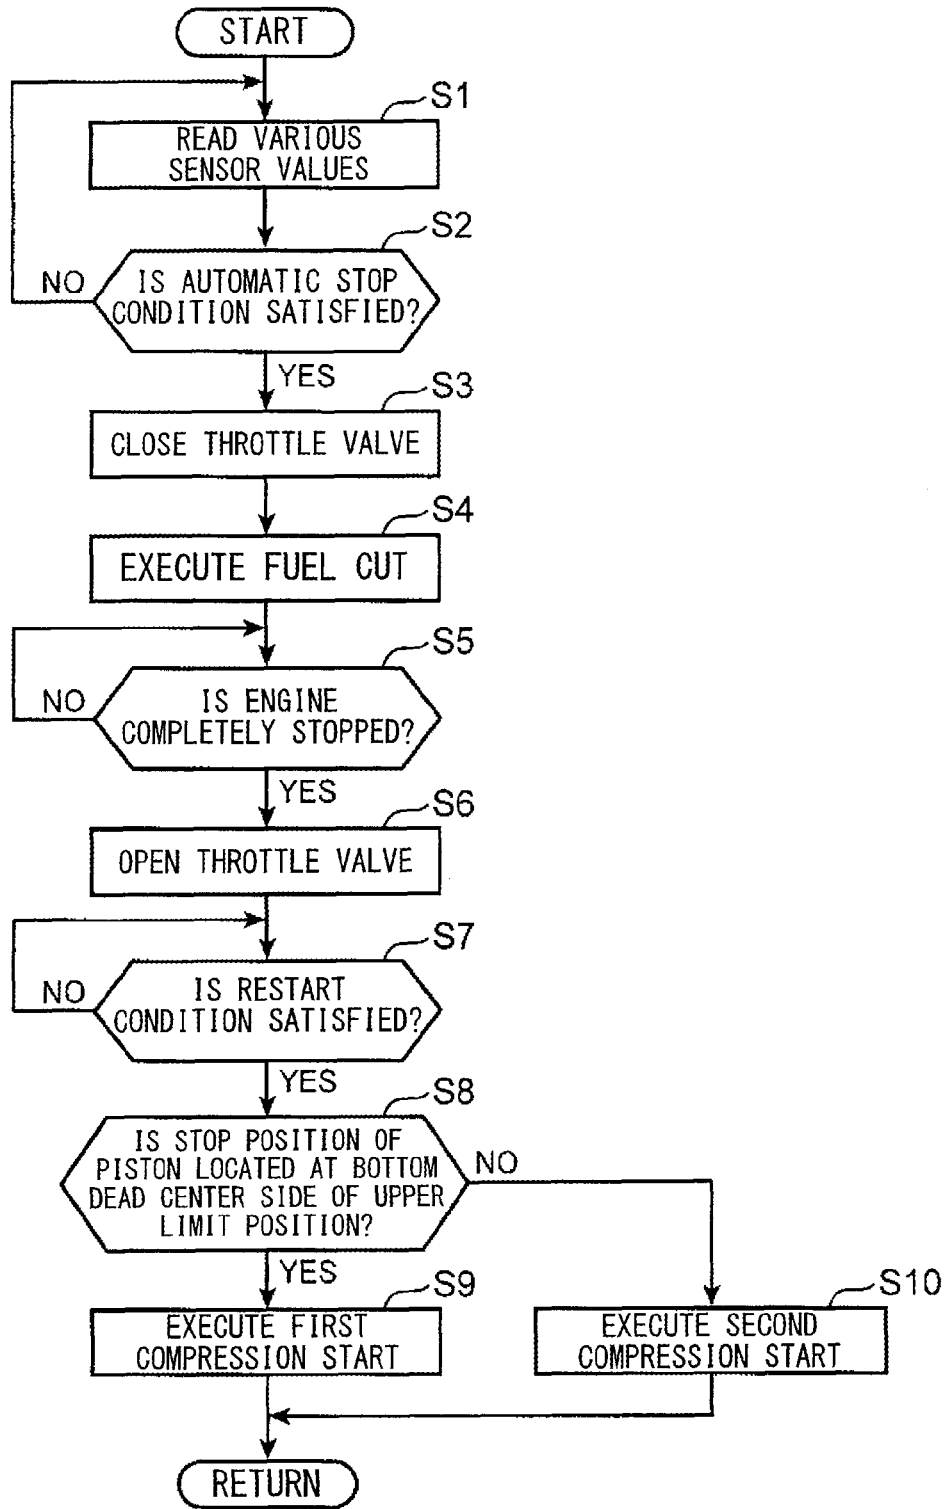 START
S1
READ VARIOUS
SENSOR VALUES
S2
NO
IS AUTOMATIC STOP
CONDITION SATISFIED?
YES
S3
CLOSE THROTTLE VALVE
S4
EXECUTE FUEL CUT
S5
NO
IS ENGINE
COMPLETELY STOPPED?
YES
S6
OPEN THROTTLE VALVE
S7
NO
IS RESTART
CONDITION SATISFIED?
YES
S8
IS STOP POSITION OF
PISTON LOCATED AT BOTTOM
DEAD CENTER SIDE OF UPPER
LIMIT POSITION?
NO
YES
S9
EXECUTE FIRST
COMPRESSION START
S10
EXECUTE SECOND
COMPRESSION START
RETURN